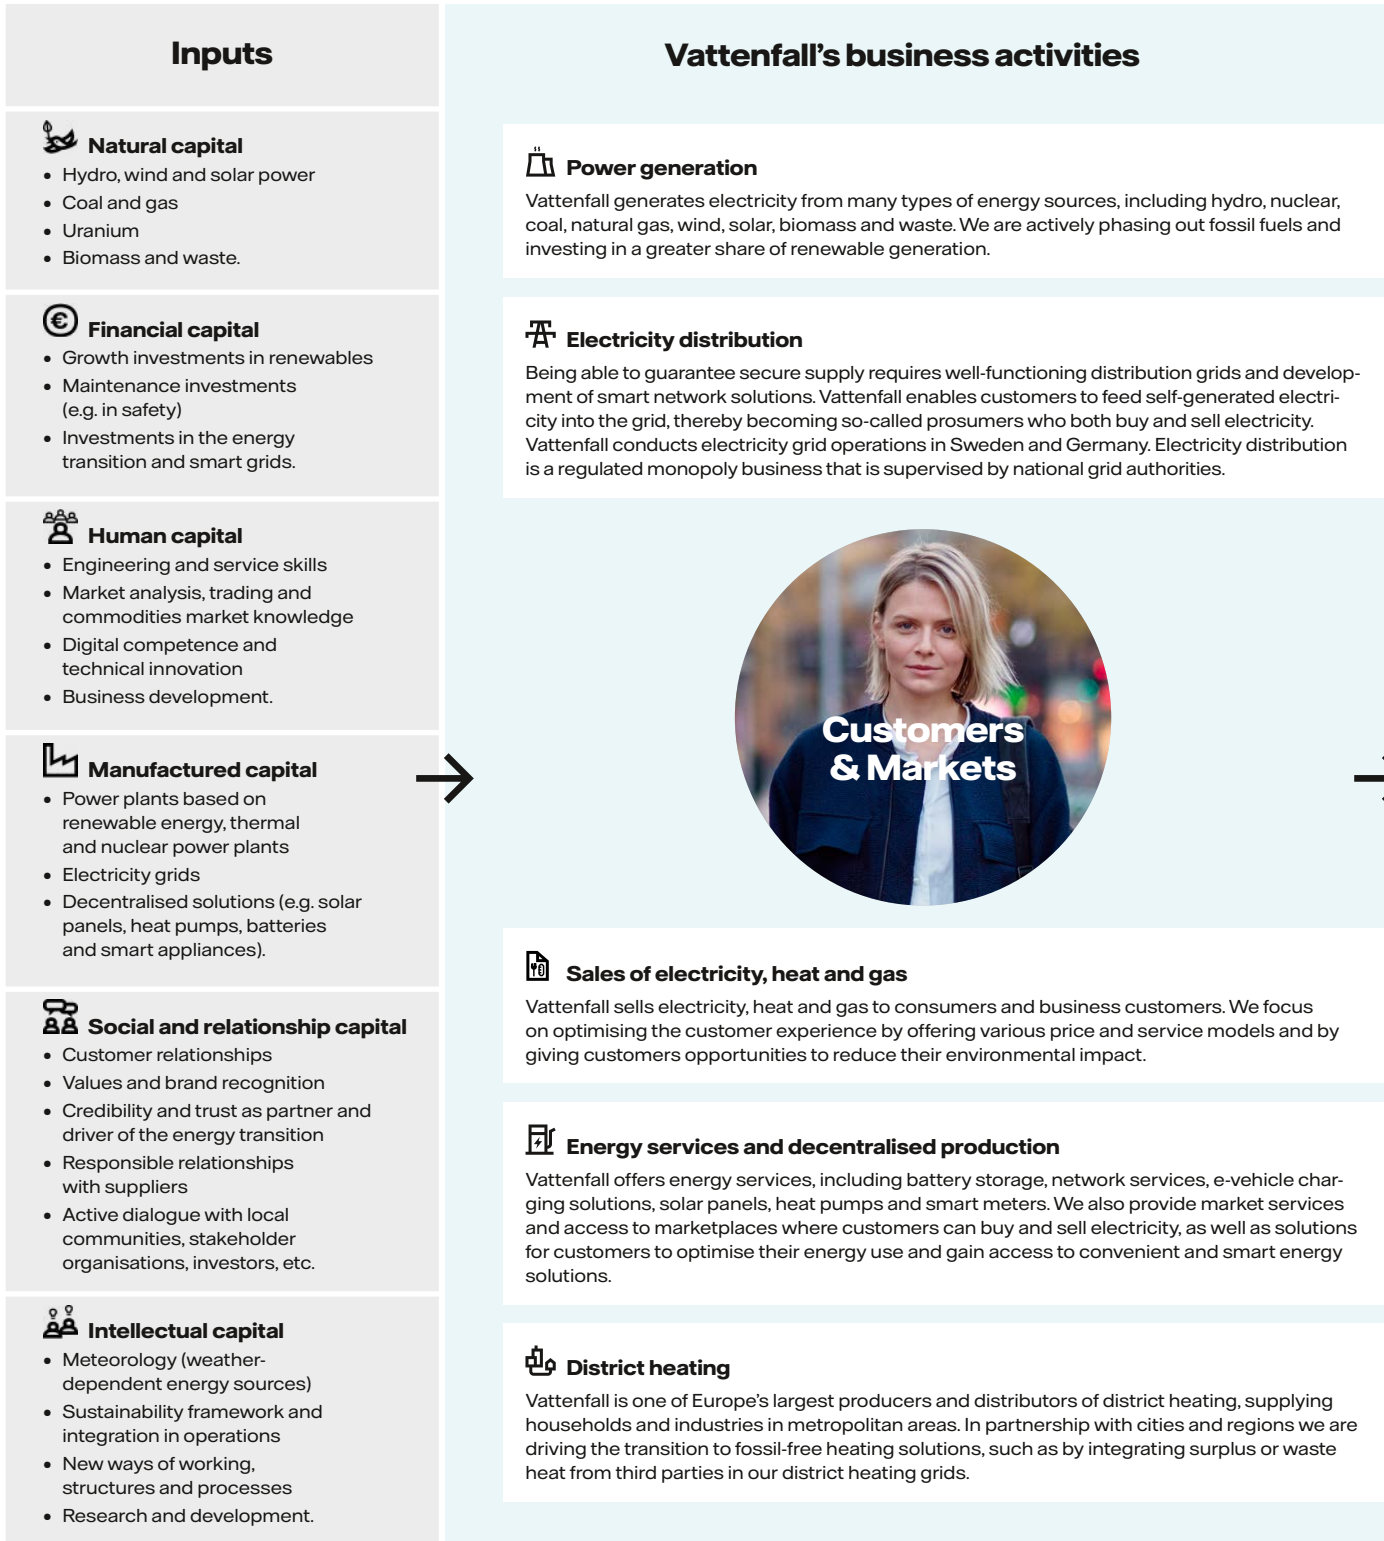 Inputs
Natural capital
• Hydro, wind and solar power
• Coal and gas
• Uranium
• Biomass and waste.
Financial capital
• Growth investments in renewables
• Maintenance investments
(e.g. in safety)
• Investments in the energy
transition and smart grids.
Human capital
• Engineering and service skills
• Market analysis, trading and
commodities market knowledge
• Digital competence and
technical innovation
• Business development.
Manufactured capital
• Power plants based on
renewable energy, thermal
and nuclear power plants
• Electricity grids
• Decentralised solutions (e.g. solar
panels, heat pumps, batteries
and smart appliances).
Social and relationship capital
• Customer relationships
• Values and brand recognition
• Credibility and trust as partner and
driver of the energy transition
• Responsible relationships
with suppliers
• Active dialogue with local
communities, stakeholder
organisations, investors, etc.
Intellectual capital
• Meteorology (weather-
dependent energy sources)
• Sustainability framework and
integration in operations
• New ways of working,
structures and processes
• Research and development.
Vattenfall's business activities
Power generation
Vattenfall generates electricity from many types of energy sources, including hydro, nuclear,
coal, natural gas, wind, solar, biomass and waste. We are actively phasing out fossil fuels and
investing in a greater share of renewable generation.
Electricity distribution
Being able to guarantee secure supply requires well-functioning distribution grids and develop-
ment of smart network solutions. Vattenfall enables customers to feed self-generated electri-
city into the grid, thereby becoming so-called prosumers who both buy and sell electricity.
Vattenfall conducts electricity grid operations in Sweden and Germany. Electricity distribution
is a regulated monopoly business that is supervised by national grid authorities.
Customers
& Markets
Sales of electricity, heat and gas
Vattenfall sells electricity, heat and gas to consumers and business customers. We focus
on optimising the customer experience by offering various price and service models and by
giving customers opportunities to reduce their environmental impact.
Energy services and decentralised production
Vattenfall offers energy services, including battery storage, network services, e-vehicle char-
ging solutions, solar panels, heat pumps and smart meters. We also provide market services
and access to marketplaces where customers can buy and sell electricity, as well as solutions
for customers to optimise their energy use and gain access to convenient and smart energy
solutions.
District heating
Vattenfall is one of Europe's largest producers and distributors of district heating, supplying
households and industries in metropolitan areas. In partnership with cities and regions we are
driving the transition to fossil-free heating solutions, such as by integrating surplus or waste
heat from third parties in our district heating grids.